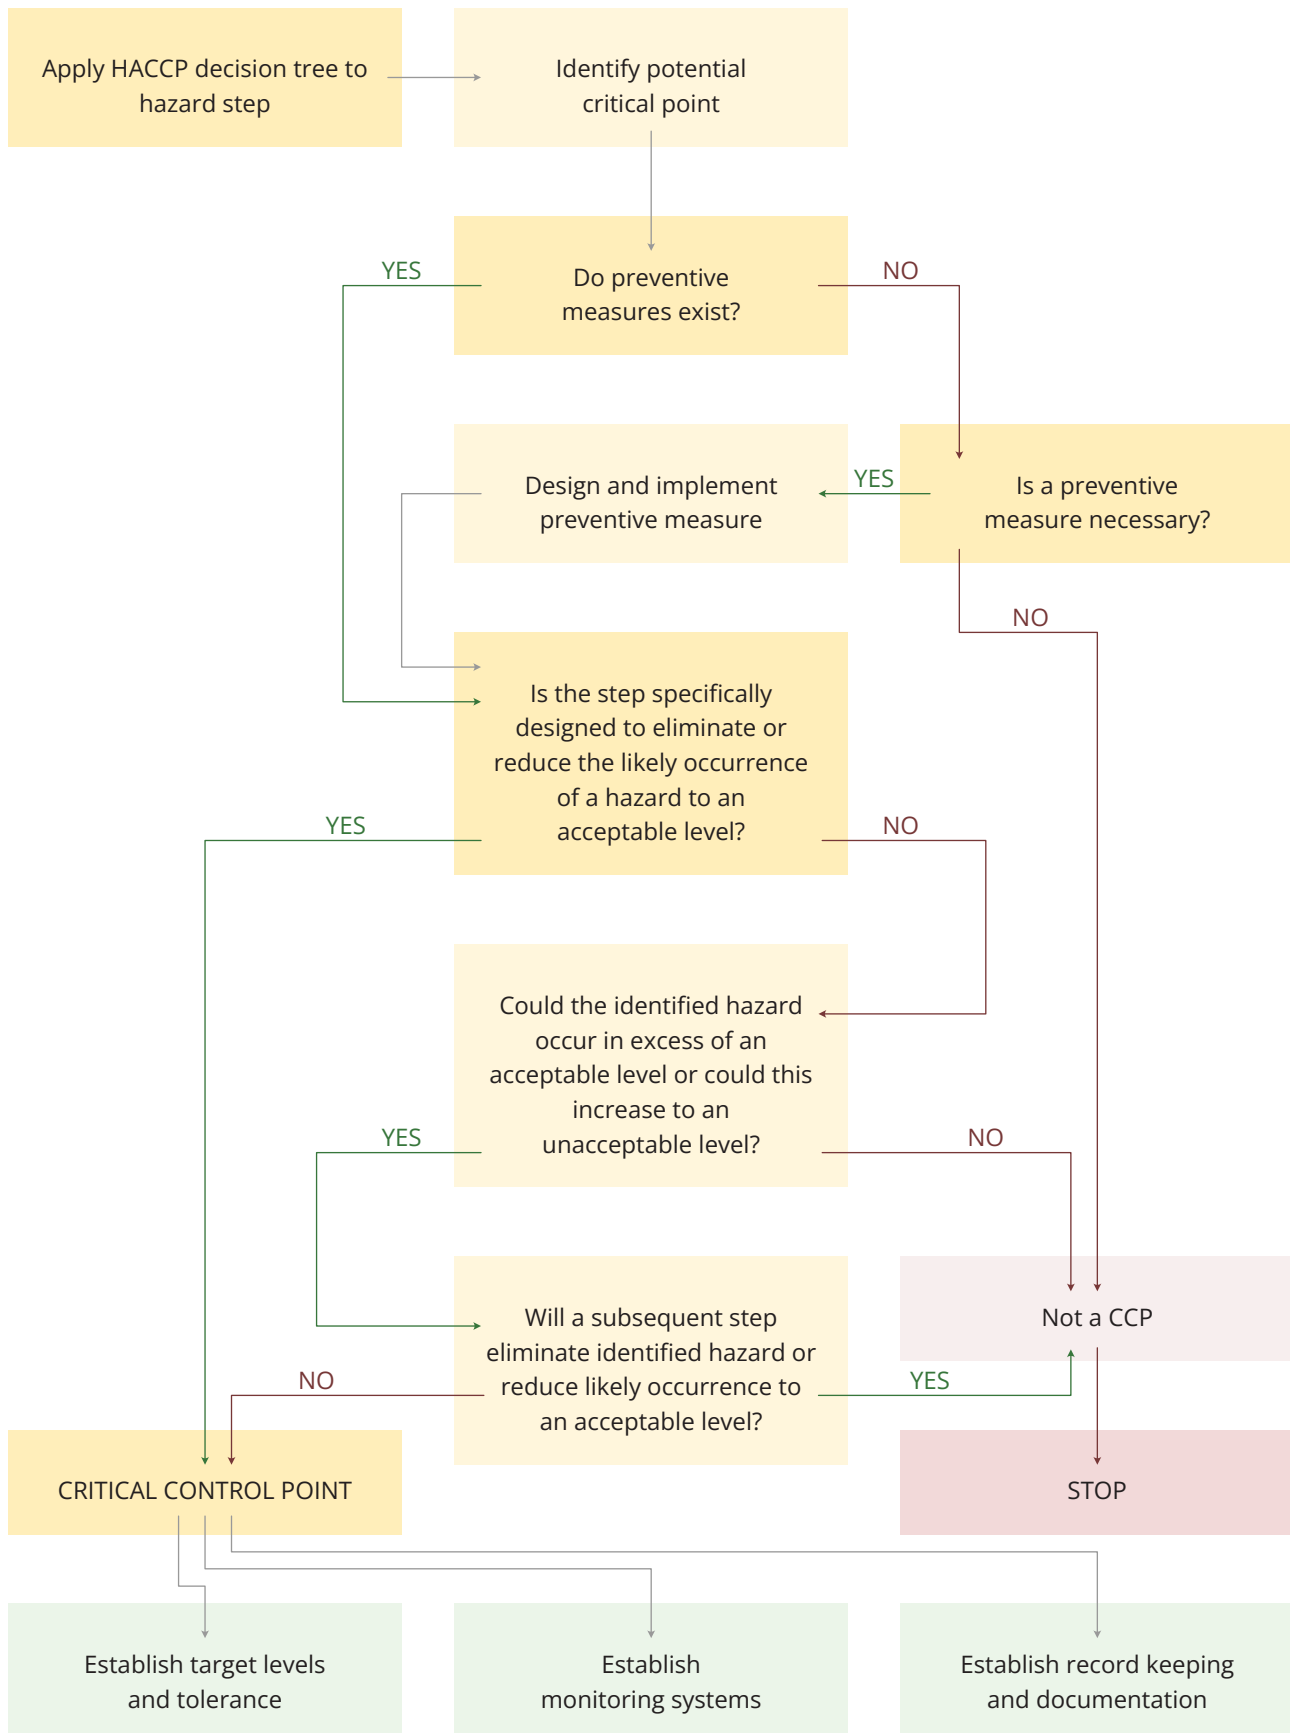 Apply HACCP decision tree to
hazard step
Identify potential
critical point
Do preventive
measures exist?
YES
NO
Design and implement
preventive measure
YES
Is a preventive
measure necessary?
NO
Is the step specifically
designed to eliminate or
reduce the likely occurrence
of a hazard to an
acceptable level?
YES
NO
Could the identified hazard
occur in excess of an
acceptable level or could this
increase to an
unacceptable level?
YES
NO
Will a subsequent step
eliminate identified hazard or
reduce likely occurrence to
an acceptable level?
NO
YES
Not a CCP
CRITICAL CONTROL POINT
STOP
Establish target levels
and tolerance
Establish
monitoring systems
Establish record keeping
and documentation